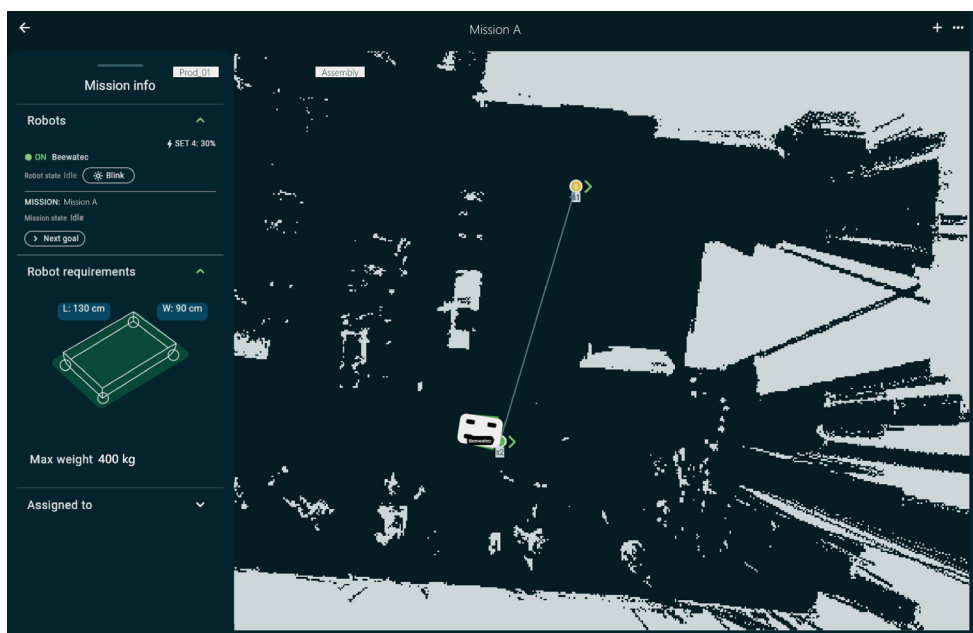 Mission A
Prod_01
Assembly
Mission info
Robots
SET 4: 30%
ON Beewatec
Robot state Idle
Blink
MISSION: Mission A
Mission state Idle
Next goal
Robot requirements
L: 130 cm
W: 90 cm
Beewatec
Max weight 400 kg
Assigned to